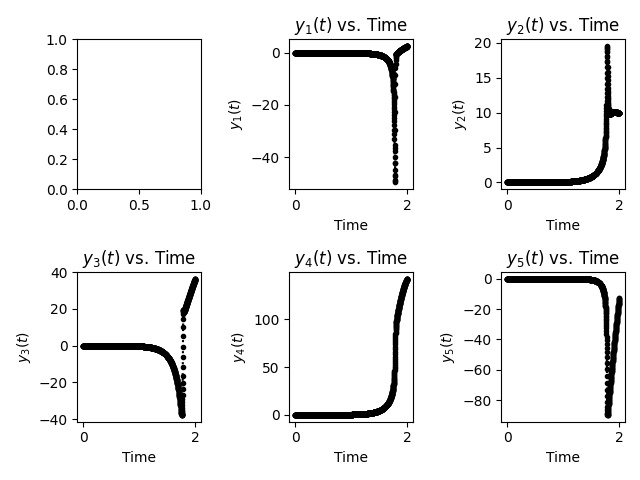 y₁(t) vs. Time
y₂(t) vs. Time
1.0
0.8
0.6
0.4
0.2
0.0
0.0 0.5 1.0
y₁(t)
0
−20
−40
0 2
Time
y₂(t)
20
15
10
5
0
0 2
Time
y₃(t) vs. Time
y₄(t) vs. Time
y₅(t) vs. Time
y₃(t)
40
20
0
−20
−40
0 2
Time
y₄(t)
100
50
0
0 2
Time
y₅(t)
0
−20
−40
−60
−80
0 2
Time